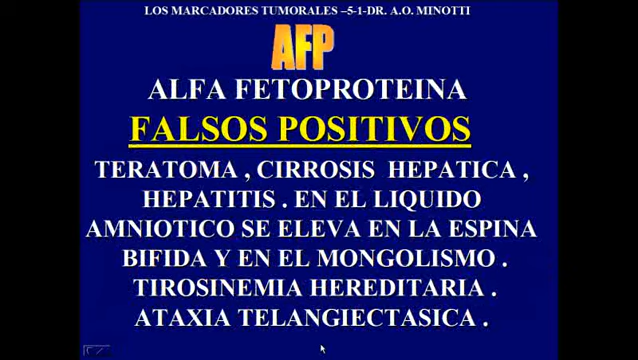 LOS MARCADORES TUMORALES –5-1-DR. A.O. MINOTTI
AFP
ALFA FETOPROTEINA
FALSOS POSITIVOS
TERATOMA , CIRROSIS HEPATICA ,
HEPATITIS . EN EL LIQUIDO
AMNIOTICO SE ELEVA EN LA ESPINA
BIFIDA Y EN EL MONGOLISMO .
TIROSINEMIA HEREDITARIA .
ATAXIA TELANGIECTASICA .